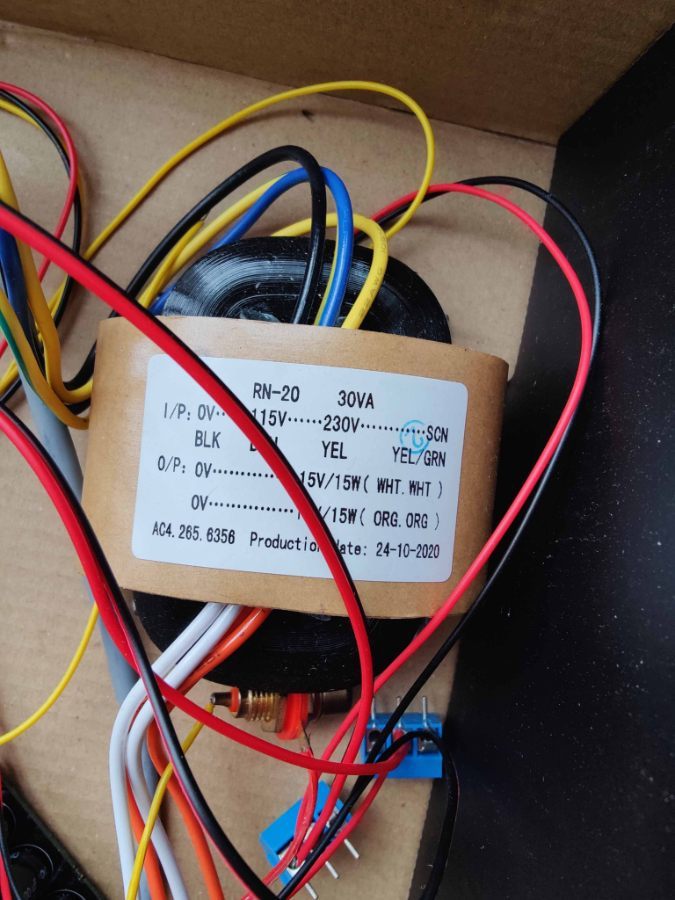 RN-20 30VA
I/P: 0V·· 115V······230V············SCN
BLK YEL YEL/GRN
O/P: 0V·············15V/15W( WHT.WHT )
0V················/15W( ORG.ORG )
AC4.265.6356 Production Date: 24-10-2020